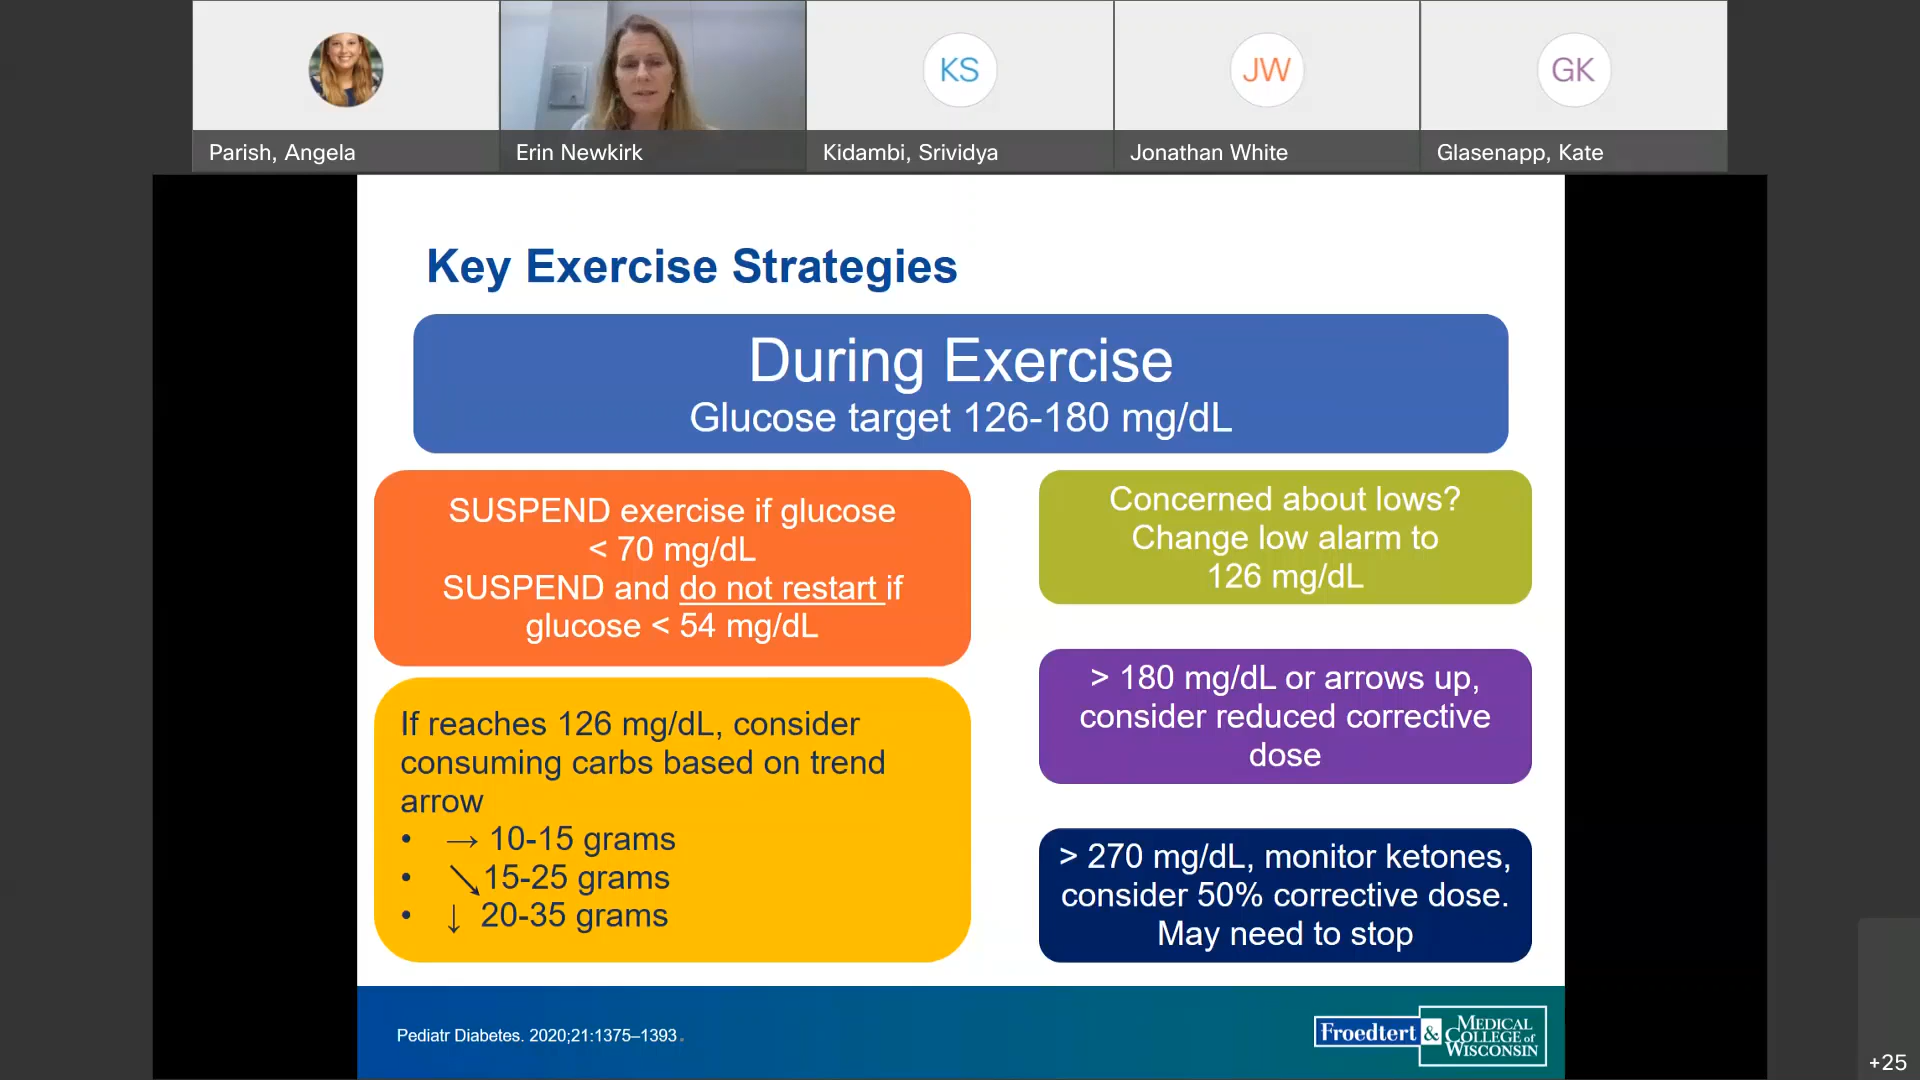 KS
JW
GK
Parish, Angela
Erin Newkirk
Kidambi, Srividya
Jonathan White
Glasenapp, Kate
Key Exercise Strategies
During Exercise
Glucose target 126-180 mg/dL
SUSPEND exercise if glucose
< 70 mg/dL
SUSPEND and do not restart if
glucose < 54 mg/dL
If reaches 126 mg/dL, consider
consuming carbs based on trend
arrow
• → 10-15 grams
• ↘ 15-25 grams
• ↓ 20-35 grams
Concerned about lows?
Change low alarm to
126 mg/dL
> 180 mg/dL or arrows up,
consider reduced corrective
dose
> 270 mg/dL, monitor ketones,
consider 50% corrective dose.
May need to stop
Pediatr Diabetes. 2020;21:1375–1393.
Froedtert &
MEDICAL
COLLEGE of
WISCONSIN
+25